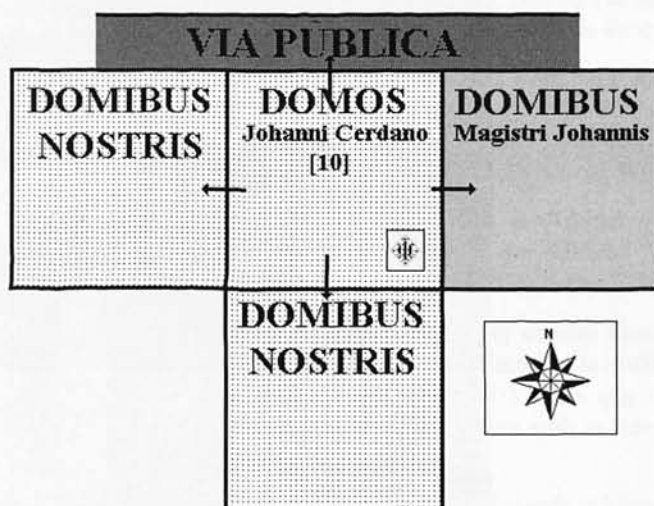 VIA PUBLICA
DOMIBUS
NOSTRIS
DOMOS
Johanni Cerdano
[10]
DOMIBUS
Magistri Johannis
DOMIBUS
NOSTRIS
N